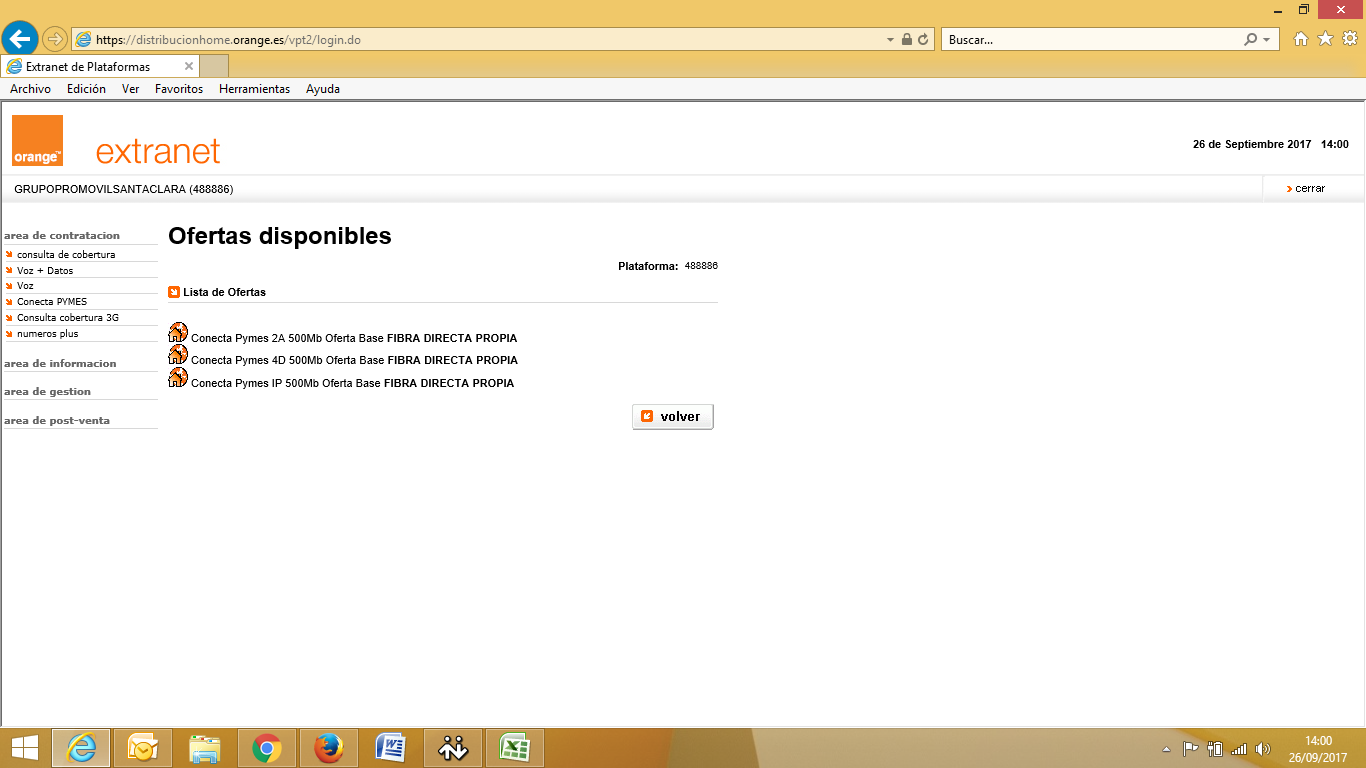 https://distribucionhome.orange.es/vpt2/login.do
Buscar...
Extranet de Plataformas
Archivo Edición Ver Favoritos Herramientas Ayuda
orange™
extranet
26 de Septiembre 2017 14:00
GRUPOPROMOVILSANTACLARA (488886)
cerrar
area de contratacion
consulta de cobertura
Voz + Datos
Voz
Conecta PYMES
Consulta cobertura 3G
numeros plus
area de informacion
area de gestion
area de post-venta
Ofertas disponibles
Plataforma: 488886
Lista de Ofertas
Conecta Pymes 2A 500Mb Oferta Base FIBRA DIRECTA PROPIA
Conecta Pymes 4D 500Mb Oferta Base FIBRA DIRECTA PROPIA
Conecta Pymes IP 500Mb Oferta Base FIBRA DIRECTA PROPIA
volver
14:00
26/09/2017